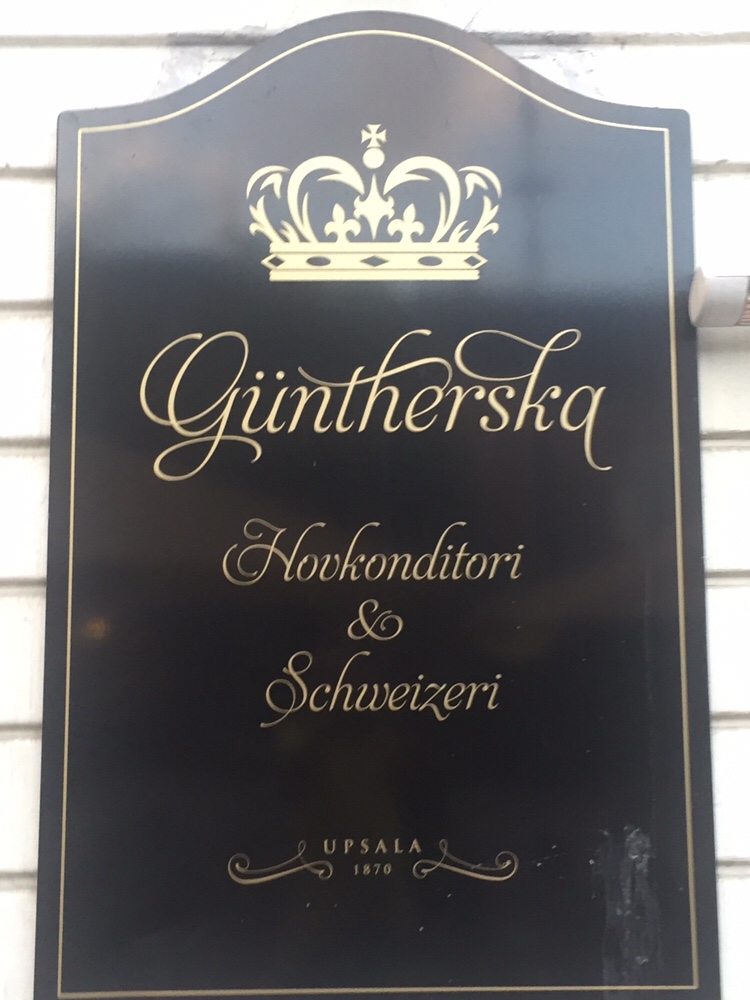 Güntherska
Hovkonditori
&
Schweizeri
UPSALA
1870